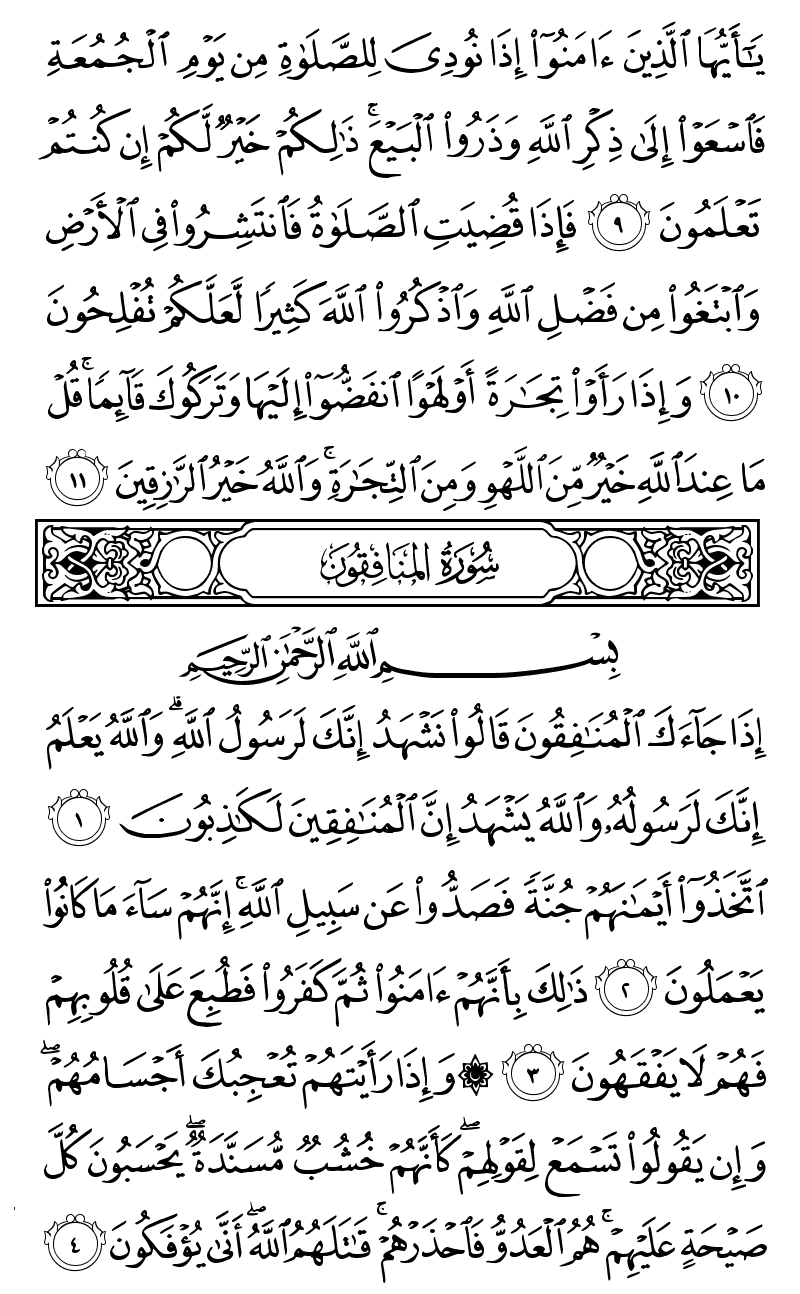 يَٰٓأَيُّهَا ٱلَّذِينَ ءَامَنُوٓاْ إِذَا نُودِيَ لِلصَّلَوٰةِ مِن يَوۡمِ ٱلۡجُمُعَةِ
فَٱسۡعَوۡاْ إِلَىٰ ذِكۡرِ ٱللَّهِ وَذَرُواْ ٱلۡبَيۡعَۚ ذَٰلِكُمۡ خَيۡرٞ لَّكُمۡ إِن كُنتُمۡ
تَعۡلَمُونَ ٩ فَإِذَا قُضِيَتِ ٱلصَّلَوٰةُ فَٱنتَشِرُواْ فِي ٱلۡأَرۡضِ
وَٱبۡتَغُواْ مِن فَضۡلِ ٱللَّهِ وَٱذۡكُرُواْ ٱللَّهَ كَثِيرٗا لَّعَلَّكُمۡ تُفۡلِحُونَ
١٠ وَإِذَا رَأَوۡاْ تِجَٰرَةً أَوۡ لَهۡوًا ٱنفَضُّوٓاْ إِلَيۡهَا وَتَرَكُوكَ قَآئِمٗاۚ قُلۡ
مَا عِندَ ٱللَّهِ خَيۡرٞ مِّنَ ٱللَّهۡوِ وَمِنَ ٱلتِّجَٰرَةِۚ وَٱللَّهُ خَيۡرُ ٱلرَّٰزِقِينَ ١١
سُورَةُ المُنَافِقُونَ
بِسۡمِ ٱللَّهِ ٱلرَّحۡمَٰنِ ٱلرَّحِيمِ
إِذَا جَآءَكَ ٱلۡمُنَٰفِقُونَ قَالُواْ نَشۡهَدُ إِنَّكَ لَرَسُولُ ٱللَّهِۗ وَٱللَّهُ يَعۡلَمُ
إِنَّكَ لَرَسُولُهُۥ وَٱللَّهُ يَشۡهَدُ إِنَّ ٱلۡمُنَٰفِقِينَ لَكَٰذِبُونَ ١
ٱتَّخَذُوٓاْ أَيۡمَٰنَهُمۡ جُنَّةٗ فَصَدُّواْ عَن سَبِيلِ ٱللَّهِۚ إِنَّهُمۡ سَآءَ مَا كَانُواْ
يَعۡمَلُونَ ٢ ذَٰلِكَ بِأَنَّهُمۡ ءَامَنُواْ ثُمَّ كَفَرُواْ فَطُبِعَ عَلَىٰ قُلُوبِهِمۡ
فَهُمۡ لَا يَفۡقَهُونَ ٣ ۞ وَإِذَا رَأَيۡتَهُمۡ تُعۡجِبُكَ أَجۡسَامُهُمۡۖ
وَإِن يَقُولُواْ تَسۡمَعۡ لِقَوۡلِهِمۡۖ كَأَنَّهُمۡ خُشُبٞ مُّسَنَّدَةٞۖ يَحۡسَبُونَ كُلَّ
صَيۡحَةٍ عَلَيۡهِمۡۚ هُمُ ٱلۡعَدُوُّ فَٱحۡذَرۡهُمۡۚ قَٰتَلَهُمُ ٱللَّهُۖ أَنَّىٰ يُؤۡفَكُونَ ٤